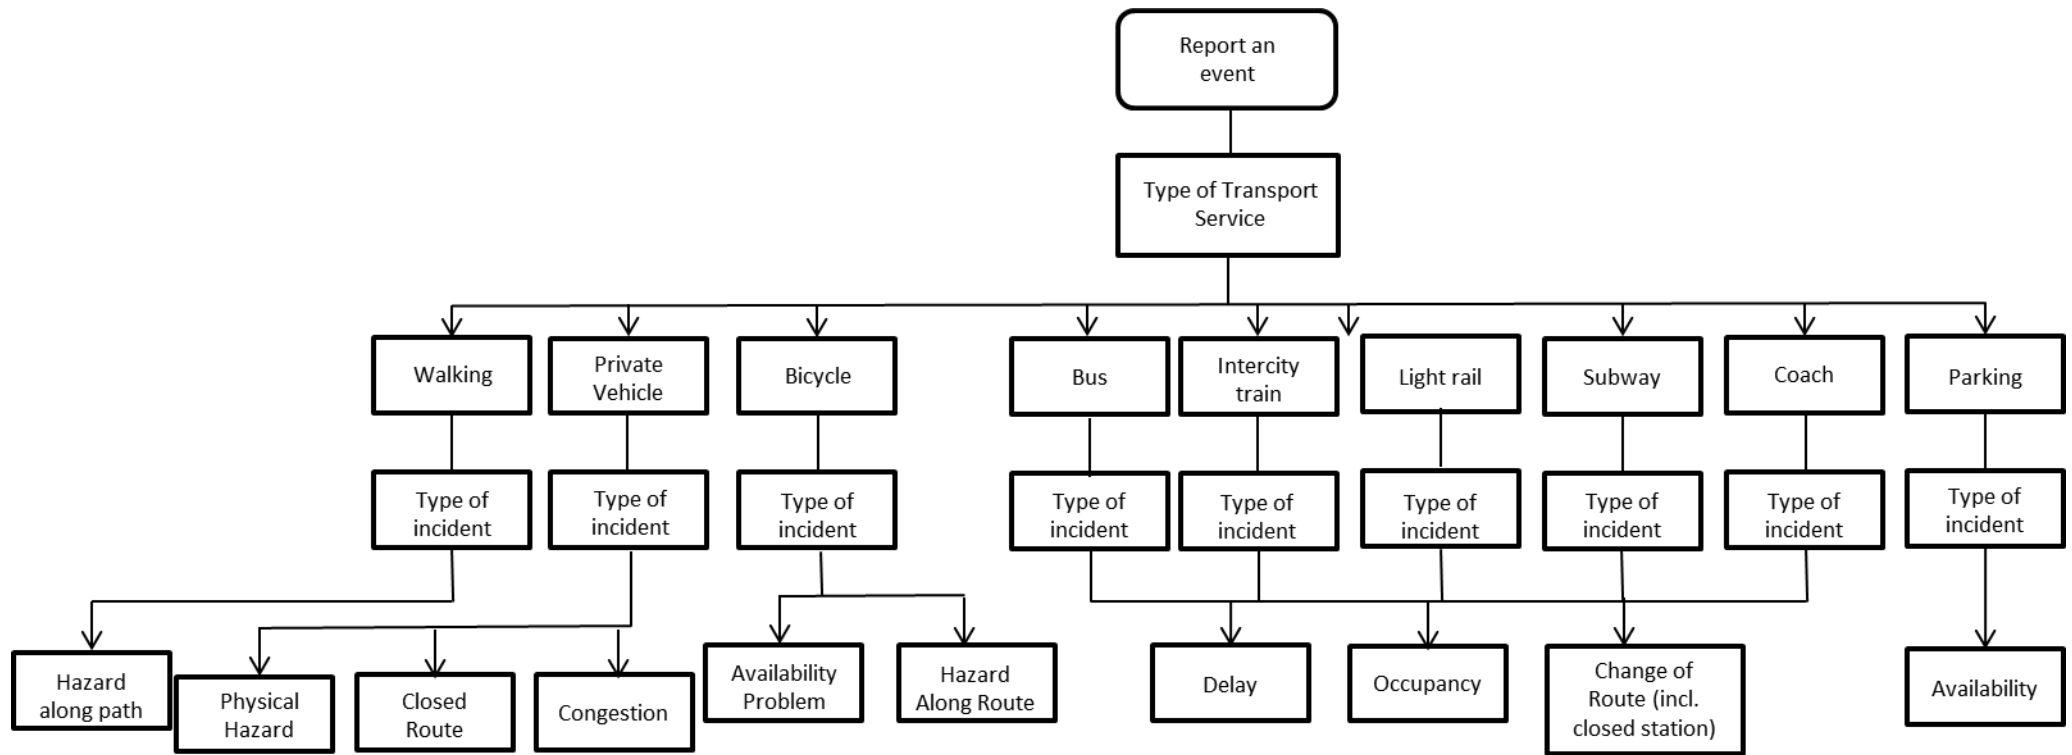 Report an
event
Type of Transport
Service
Walking
Private
Vehicle
Bicycle
Bus
Intercity
train
Light rail
Subway
Coach
Parking
Type of
incident
Type of
incident
Type of
incident
Type of
incident
Type of
incident
Type of
incident
Type of
incident
Type of
incident
Type of
incident
Hazard
along path
Physical
Hazard
Closed
Route
Congestion
Availability
Problem
Hazard
Along Route
Delay
Occupancy
Change of
Route (incl.
closed station)
Availability